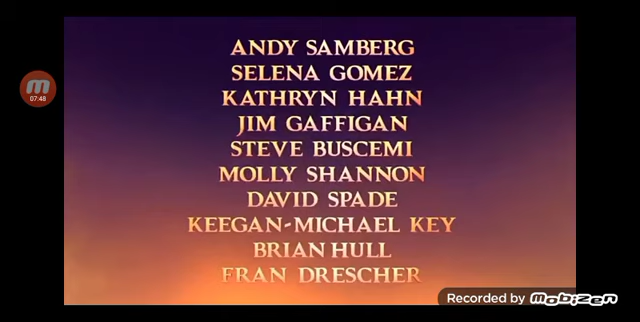 ANDY SAMBERG
SELENA GOMEZ
KATHRYN HAHN
JIM GAFFIGAN
STEVE BUSCEMI
MOLLY SHANNON
DAVID SPADE
KEEGAN-MICHAEL KEY
BRIAN HULL
FRAN DRESCHER
07:48
Recorded by Mobizen